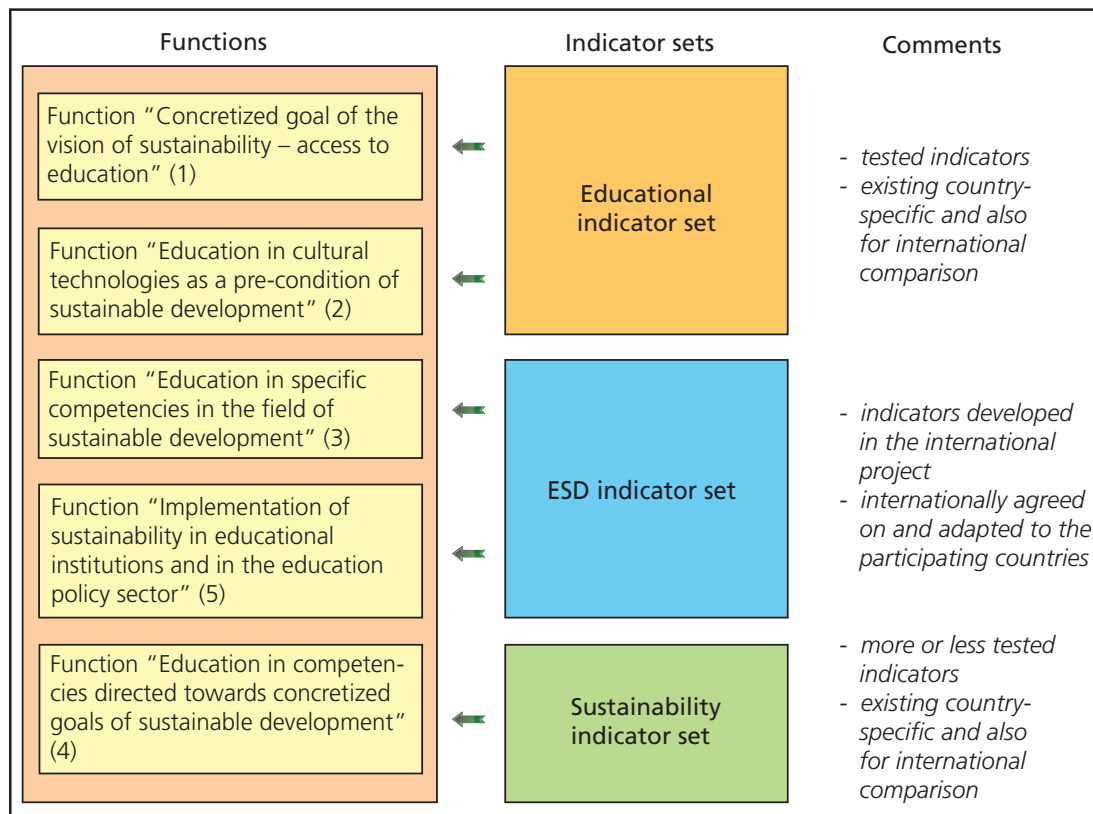 Functions
Indicator sets
Comments
Function “Concretized goal of the
vision of sustainability – access to
education” (1)
Function “Education in cultural
technologies as a pre-condition of
sustainable development” (2)
Function “Education in specific
competencies in the field of
sustainable development” (3)
Function “Implementation of
sustainability in educational
institutions and in the education
policy sector” (5)
Function “Education in competen-
cies directed towards concretized
goals of sustainable development”
(4)
Educational
indicator set
ESD indicator set
Sustainability
indicator set
- tested indicators
- existing country-
specific and also
for international
comparison
- indicators developed
in the international
project
- internationally agreed
on and adapted to the
participating countries
- more or less tested
indicators
- existing country-
specific and also
for international
comparison